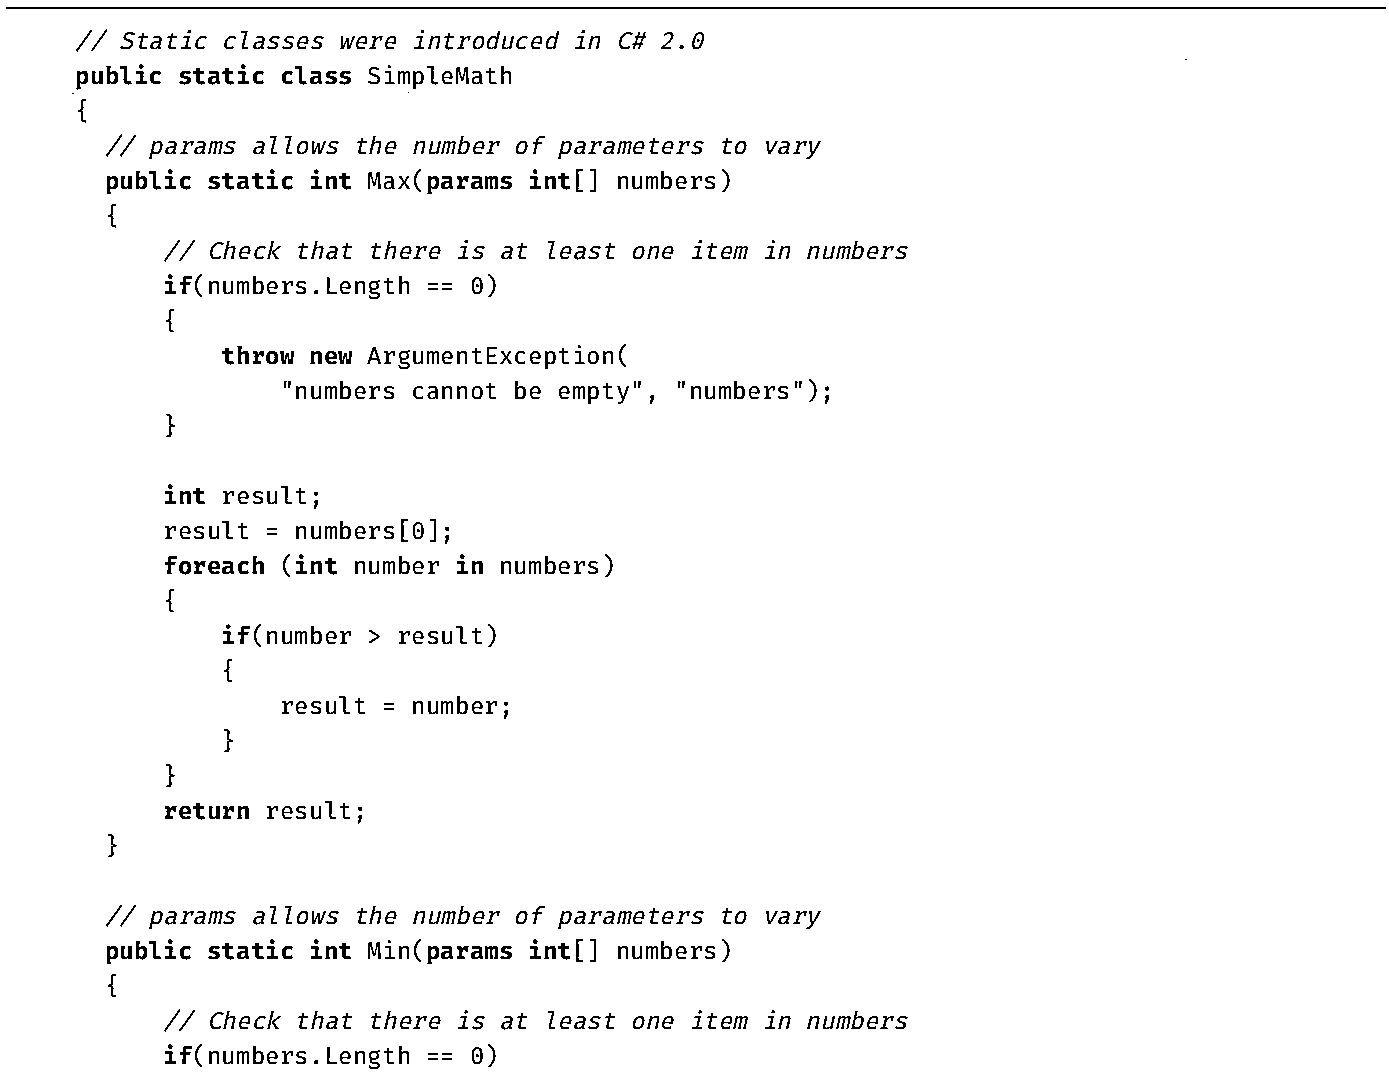 // Static classes were introduced in C# 2.0
public static class SimpleMath
{
  // params allows the number of parameters to vary
  public static int Max(params int[] numbers)
  {
      // Check that there is at least one item in numbers
      if(numbers.Length == 0)
      {
          throw new ArgumentException(
              "numbers cannot be empty", "numbers");
      }

      int result;
      result = numbers[0];
      foreach (int number in numbers)
      {
          if(number > result)
          {
              result = number;
          }
      }
      return result;
  }

  // params allows the number of parameters to vary
  public static int Min(params int[] numbers)
  {
      // Check that there is at least one item in numbers
      if(numbers.Length == 0)